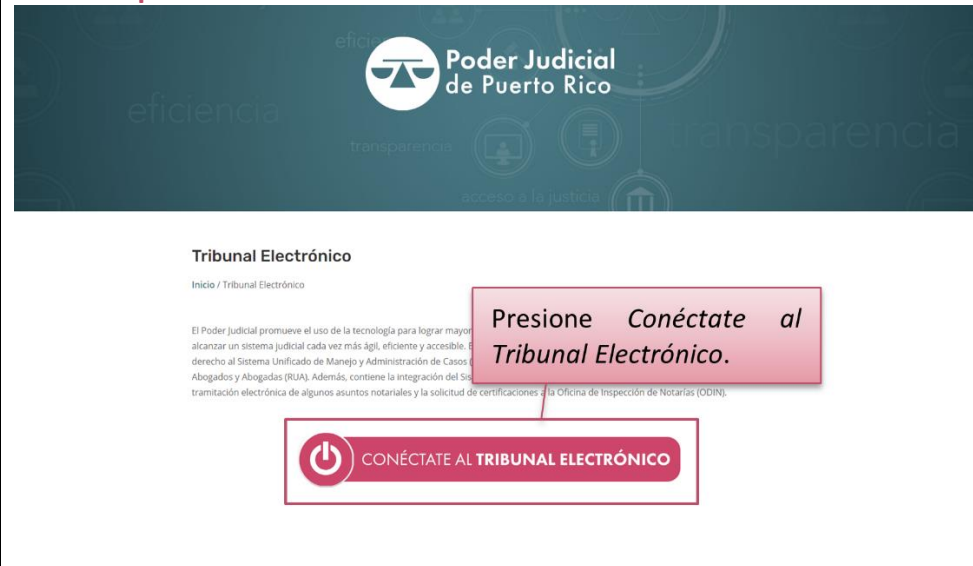 eficie
Poder Judicial
de Puerto Rico
eficiencia
transparencia
transparencia
acceso a la justicia
Tribunal Electrónico
Inicio / Tribunal Electrónico
El Poder Judicial promueve el uso de la tecnología para lograr mayor
alcanzar un sistema judicial cada vez más ágil, eficiente y accesible. E
derecho al Sistema Unificado de Manejo y Administración de Casos (
Abogados y Abogadas (RUA). Además, contiene la integración del Sis
tramitación electrónica de algunos asuntos notariales y la solicitud de certificaciones a la Oficina de Inspección de Notarías (ODIN).
Presione Conéctate al
Tribunal Electrónico.
CONÉCTATE AL TRIBUNAL ELECTRÓNICO